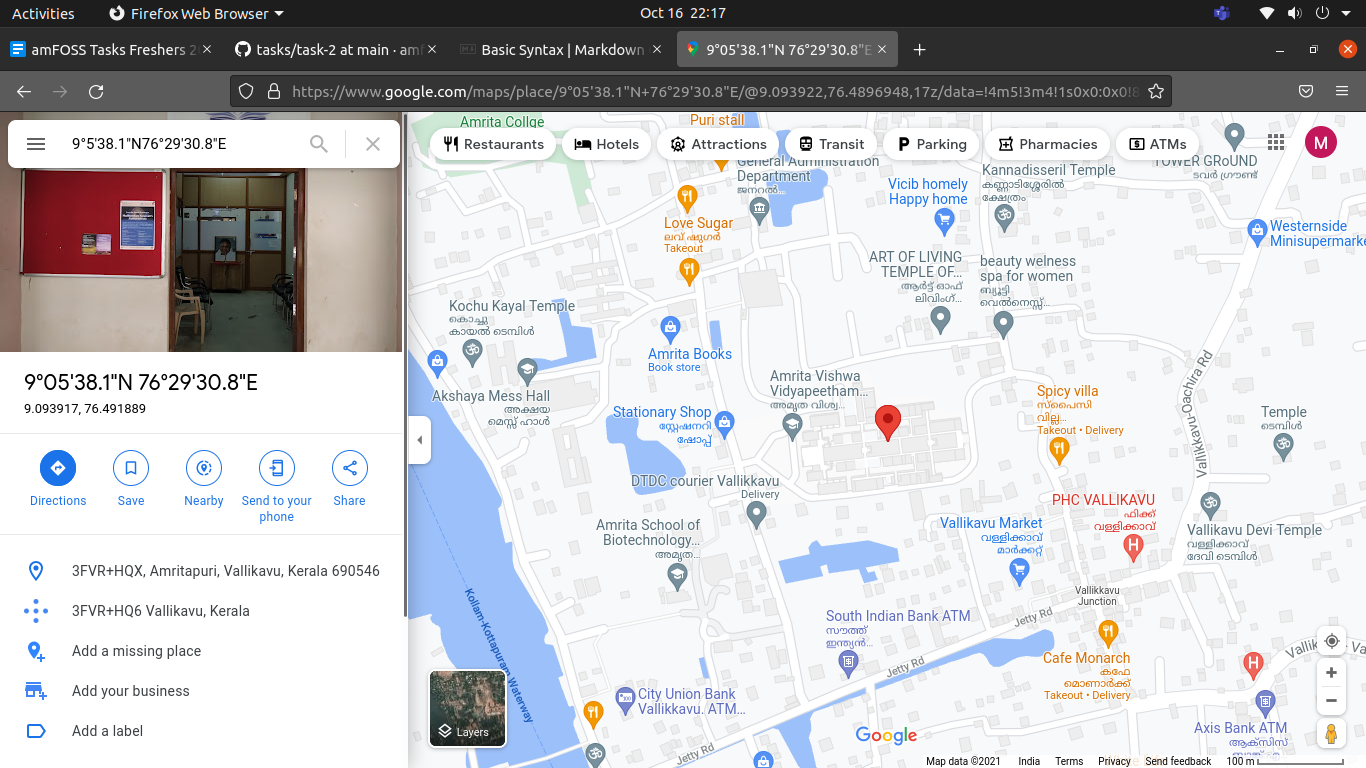 Activities
Firefox Web Browser
Oct 16 22:17
amFOSS Tasks Freshers 2
tasks/task-2 at main · amf
Basic Syntax | Markdown
9°05'38.1"N 76°29'30.8"E
https://www.google.com/maps/place/9°05'38.1"N+76°29'30.8"E/@9.093922,76.4896948,17z/data=!4m5!3m4!1s0x0:0x0!8
9°5'38.1"N76°29'30.8"E
Restaurants
Hotels
Attractions
Transit
Parking
Pharmacies
ATMs
M
9°05'38.1"N 76°29'30.8"E
9.093917, 76.491889
Directions
Save
Nearby
Send to your
phone
Share
3FVR+HQX, Amritapuri, Vallikavu, Kerala 690546
3FVR+HQ6 Vallikavu, Kerala
Add a missing place
Add your business
Add a label
Amrita Collge
Puri stall
General Administration
Department
ജനറൽ...
Love Sugar
ലവ് ഷുഗർ
Takeout
Vicib homely
Happy home
Kannadisseril Temple
കണ്ണാടിശ്ശേരിൽ
ക്ഷേത്രം
TOWER GRoUND
ടവർ ഗ്രൗണ്ട്
Westernside
Minisupermarke
ART OF LIVING
TEMPLE OF...
ആർട്ട് ഓഫ്
ലിവിംഗ്...
beauty welness
spa for women
ബ്യൂട്ടി
വെൽനെസ്സ്...
Kochu Kayal Temple
കൊച്ചു
കായൽ ടെമ്പിൾ
Amrita Books
Book store
Akshaya Mess Hall
അക്ഷയ
മെസ്സ് ഹാൾ
Amrita Vishwa
Vidyapeetham...
അമൃത വിശ്വ...
Stationary Shop
സ്റ്റേഷനറി
ഷോപ്പ്
Spicy villa
സ്പൈസി
വില്ല...
Takeout • Delivery
Vallikavu-Oachira Rd
Temple
ടെമ്പിൾ
DTDC courier Vallikkavu
Delivery
Amrita School of
Biotechnology...
അമൃത...
PHC VALLIKAVU
ഫിക്ക്
വള്ളിക്കാവ്
Vallikavu Market
വള്ളിക്കാവ്
മാർക്കറ്റ്
Vallikavu Devi Temple
വള്ളിക്കാവ്
ദേവി ടെമ്പിൾ
Vallikkavu
Junction
Kollam-Kottapuram Waterway
South Indian Bank ATM
സൗത്ത്
ഇന്ത്യൻ...
Jetty Rd
Jetty Rd
Jetty Rd
Cafe Monarch
കഫേ
മൊണാർക്ക്
Takeout • Delivery
City Union Bank
Vallikkavu. ATM...
Axis Bank ATM
ആക്സിസ്
Layers
Google
Map data ©2021
India
Terms
Privacy
Send feedback
100 m